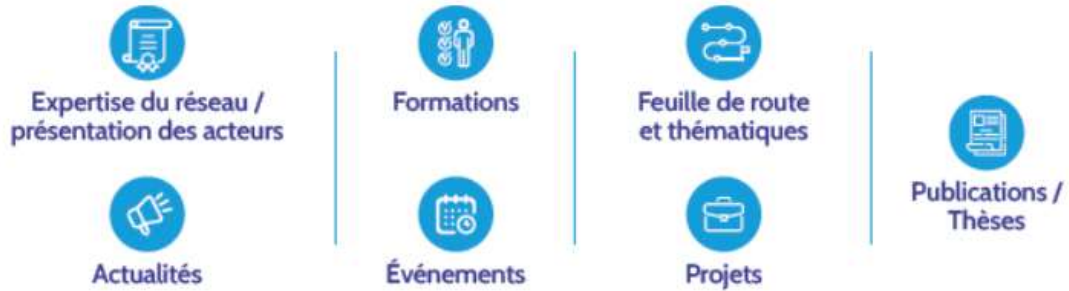 Expertise du réseau /
présentation des acteurs
Actualités
Formations
Événements
Feuille de route
et thématiques
Projets
Publications /
Thèses